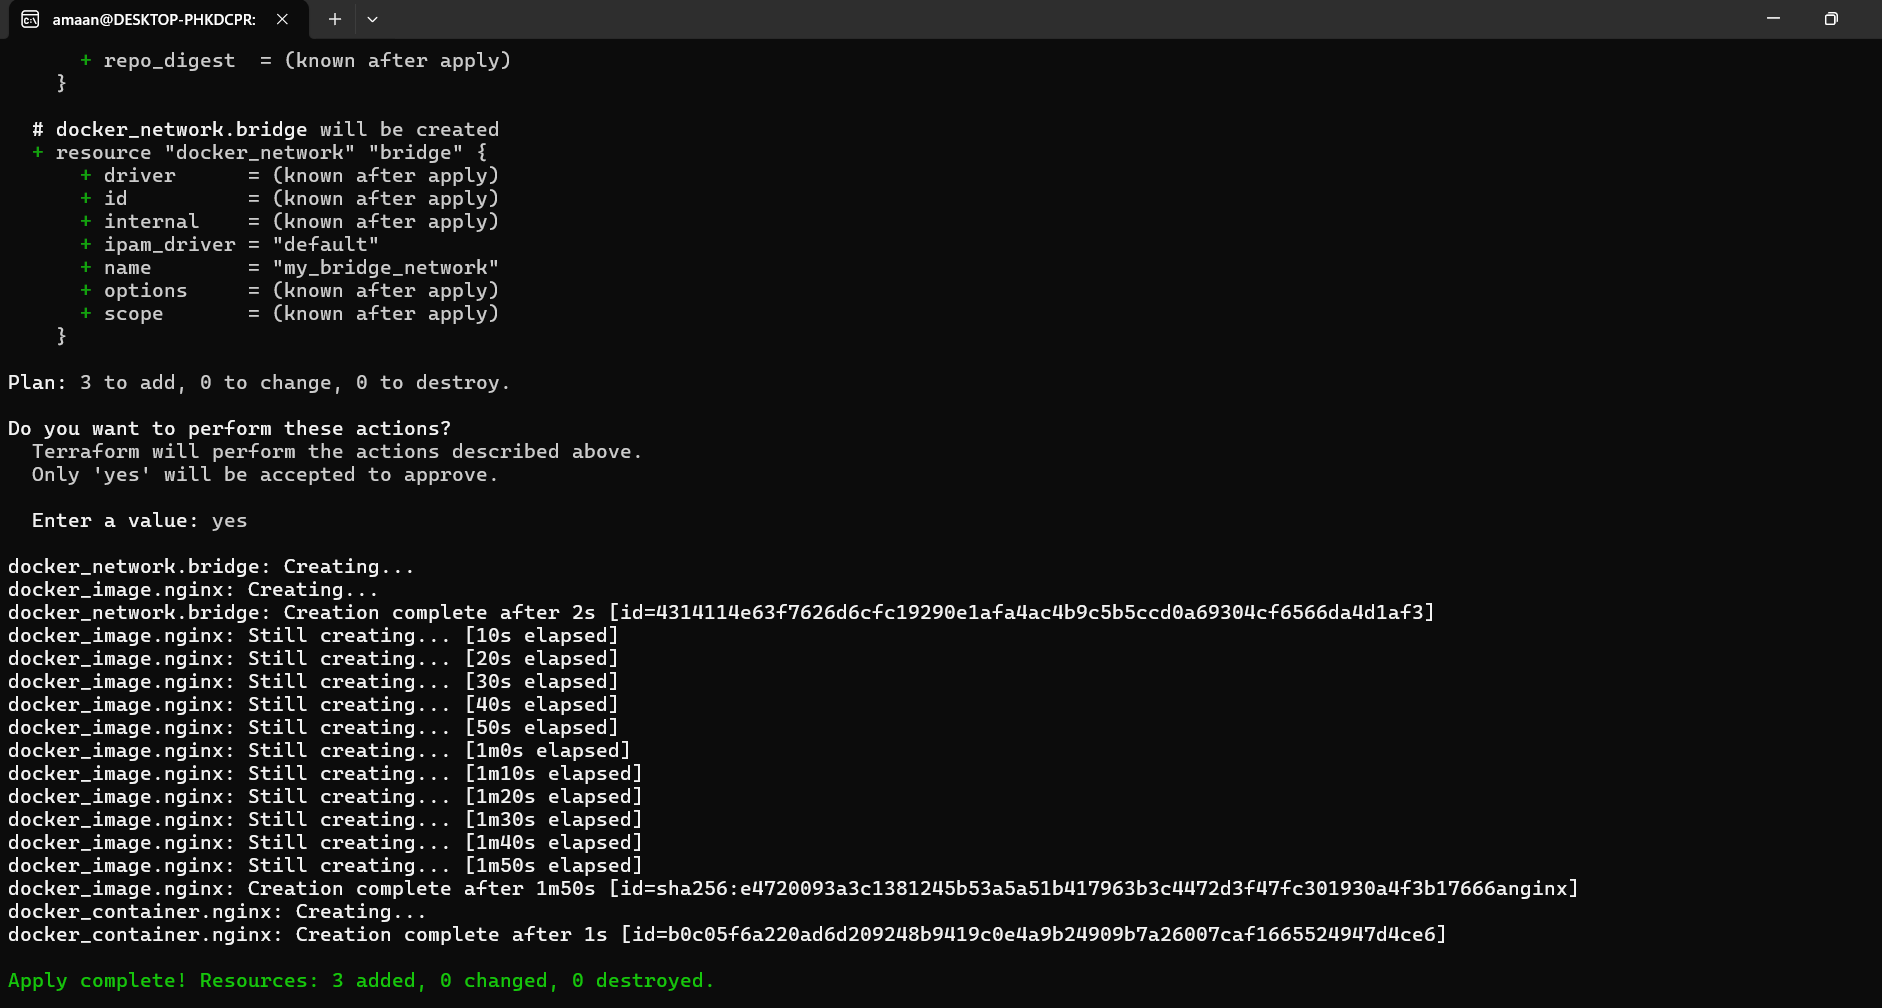 amaan@DESKTOP-PHKDCPR:
+ repo_digest  = (known after apply)
}
# docker_network.bridge will be created
+ resource "docker_network" "bridge" {
+ driver      = (known after apply)
+ id          = (known after apply)
+ internal    = (known after apply)
+ ipam_driver = "default"
+ name        = "my_bridge_network"
+ options     = (known after apply)
+ scope       = (known after apply)
}
Plan: 3 to add, 0 to change, 0 to destroy.
Do you want to perform these actions?
Terraform will perform the actions described above.
Only 'yes' will be accepted to approve.
Enter a value: yes
docker_network.bridge: Creating...
docker_image.nginx: Creating...
docker_network.bridge: Creation complete after 2s [id=4314114e63f7626d6cfc19290e1afa4ac4b9c5b5ccd0a69304cf6566da4d1af3]
docker_image.nginx: Still creating... [10s elapsed]
docker_image.nginx: Still creating... [20s elapsed]
docker_image.nginx: Still creating... [30s elapsed]
docker_image.nginx: Still creating... [40s elapsed]
docker_image.nginx: Still creating... [50s elapsed]
docker_image.nginx: Still creating... [1m0s elapsed]
docker_image.nginx: Still creating... [1m10s elapsed]
docker_image.nginx: Still creating... [1m20s elapsed]
docker_image.nginx: Still creating... [1m30s elapsed]
docker_image.nginx: Still creating... [1m40s elapsed]
docker_image.nginx: Still creating... [1m50s elapsed]
docker_image.nginx: Creation complete after 1m50s [id=sha256:e4720093a3c1381245b53a5a51b417963b3c4472d3f47fc301930a4f3b17666anginx]
docker_container.nginx: Creating...
docker_container.nginx: Creation complete after 1s [id=b0c05f6a220ad6d209248b9419c0e4a9b24909b7a26007caf1665524947d4ce6]
Apply complete! Resources: 3 added, 0 changed, 0 destroyed.